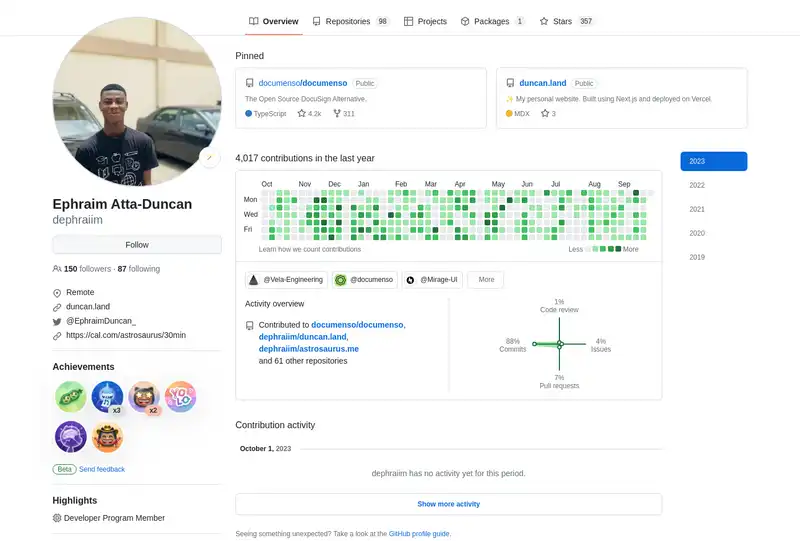 Overview Repositories 98 Projects Packages 1 Stars 357
Ephraim Atta-Duncan
dephraiim
Follow
150 followers · 87 following
Remote
duncan.land
@EphraimDuncan_
https://cal.com/astrosaurus/30min
Achievements
x3
x2
YOLO
Beta Send feedback
Highlights
Developer Program Member
Pinned
documenso/documenso Public
The Open Source DocuSign Alternative.
TypeScript 4.2k 311
duncan.land Public
✨ My personal website. Built using Next.js and deployed on Vercel.
MDX 3
4,017 contributions in the last year
Oct Nov Dec Jan Feb Mar Apr May Jun Jul Aug Sep
Mon
Wed
Fri
Learn how we count contributions
Less More
@Vela-Engineering @documenso @Mirage-UI More
Activity overview
Contributed to documenso/documenso,
dephraiim/duncan.land,
dephraiim/astrosaurus.me
and 61 other repositories
1%
Code review
88%
Commits
4%
Issues
7%
Pull requests
2023
2022
2021
2020
2019
Contribution activity
October 1, 2023
dephraiim has no activity yet for this period.
Show more activity
Seeing something unexpected? Take a look at the GitHub profile guide.